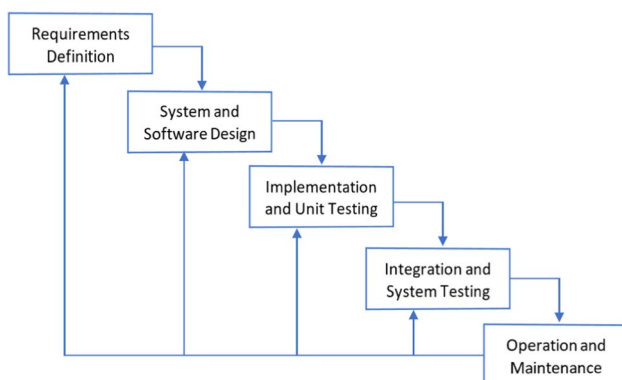 Requirements
Definition
System and
Software Design
Implementation
and Unit Testing
Integration and
System Testing
Operation and
Maintenance